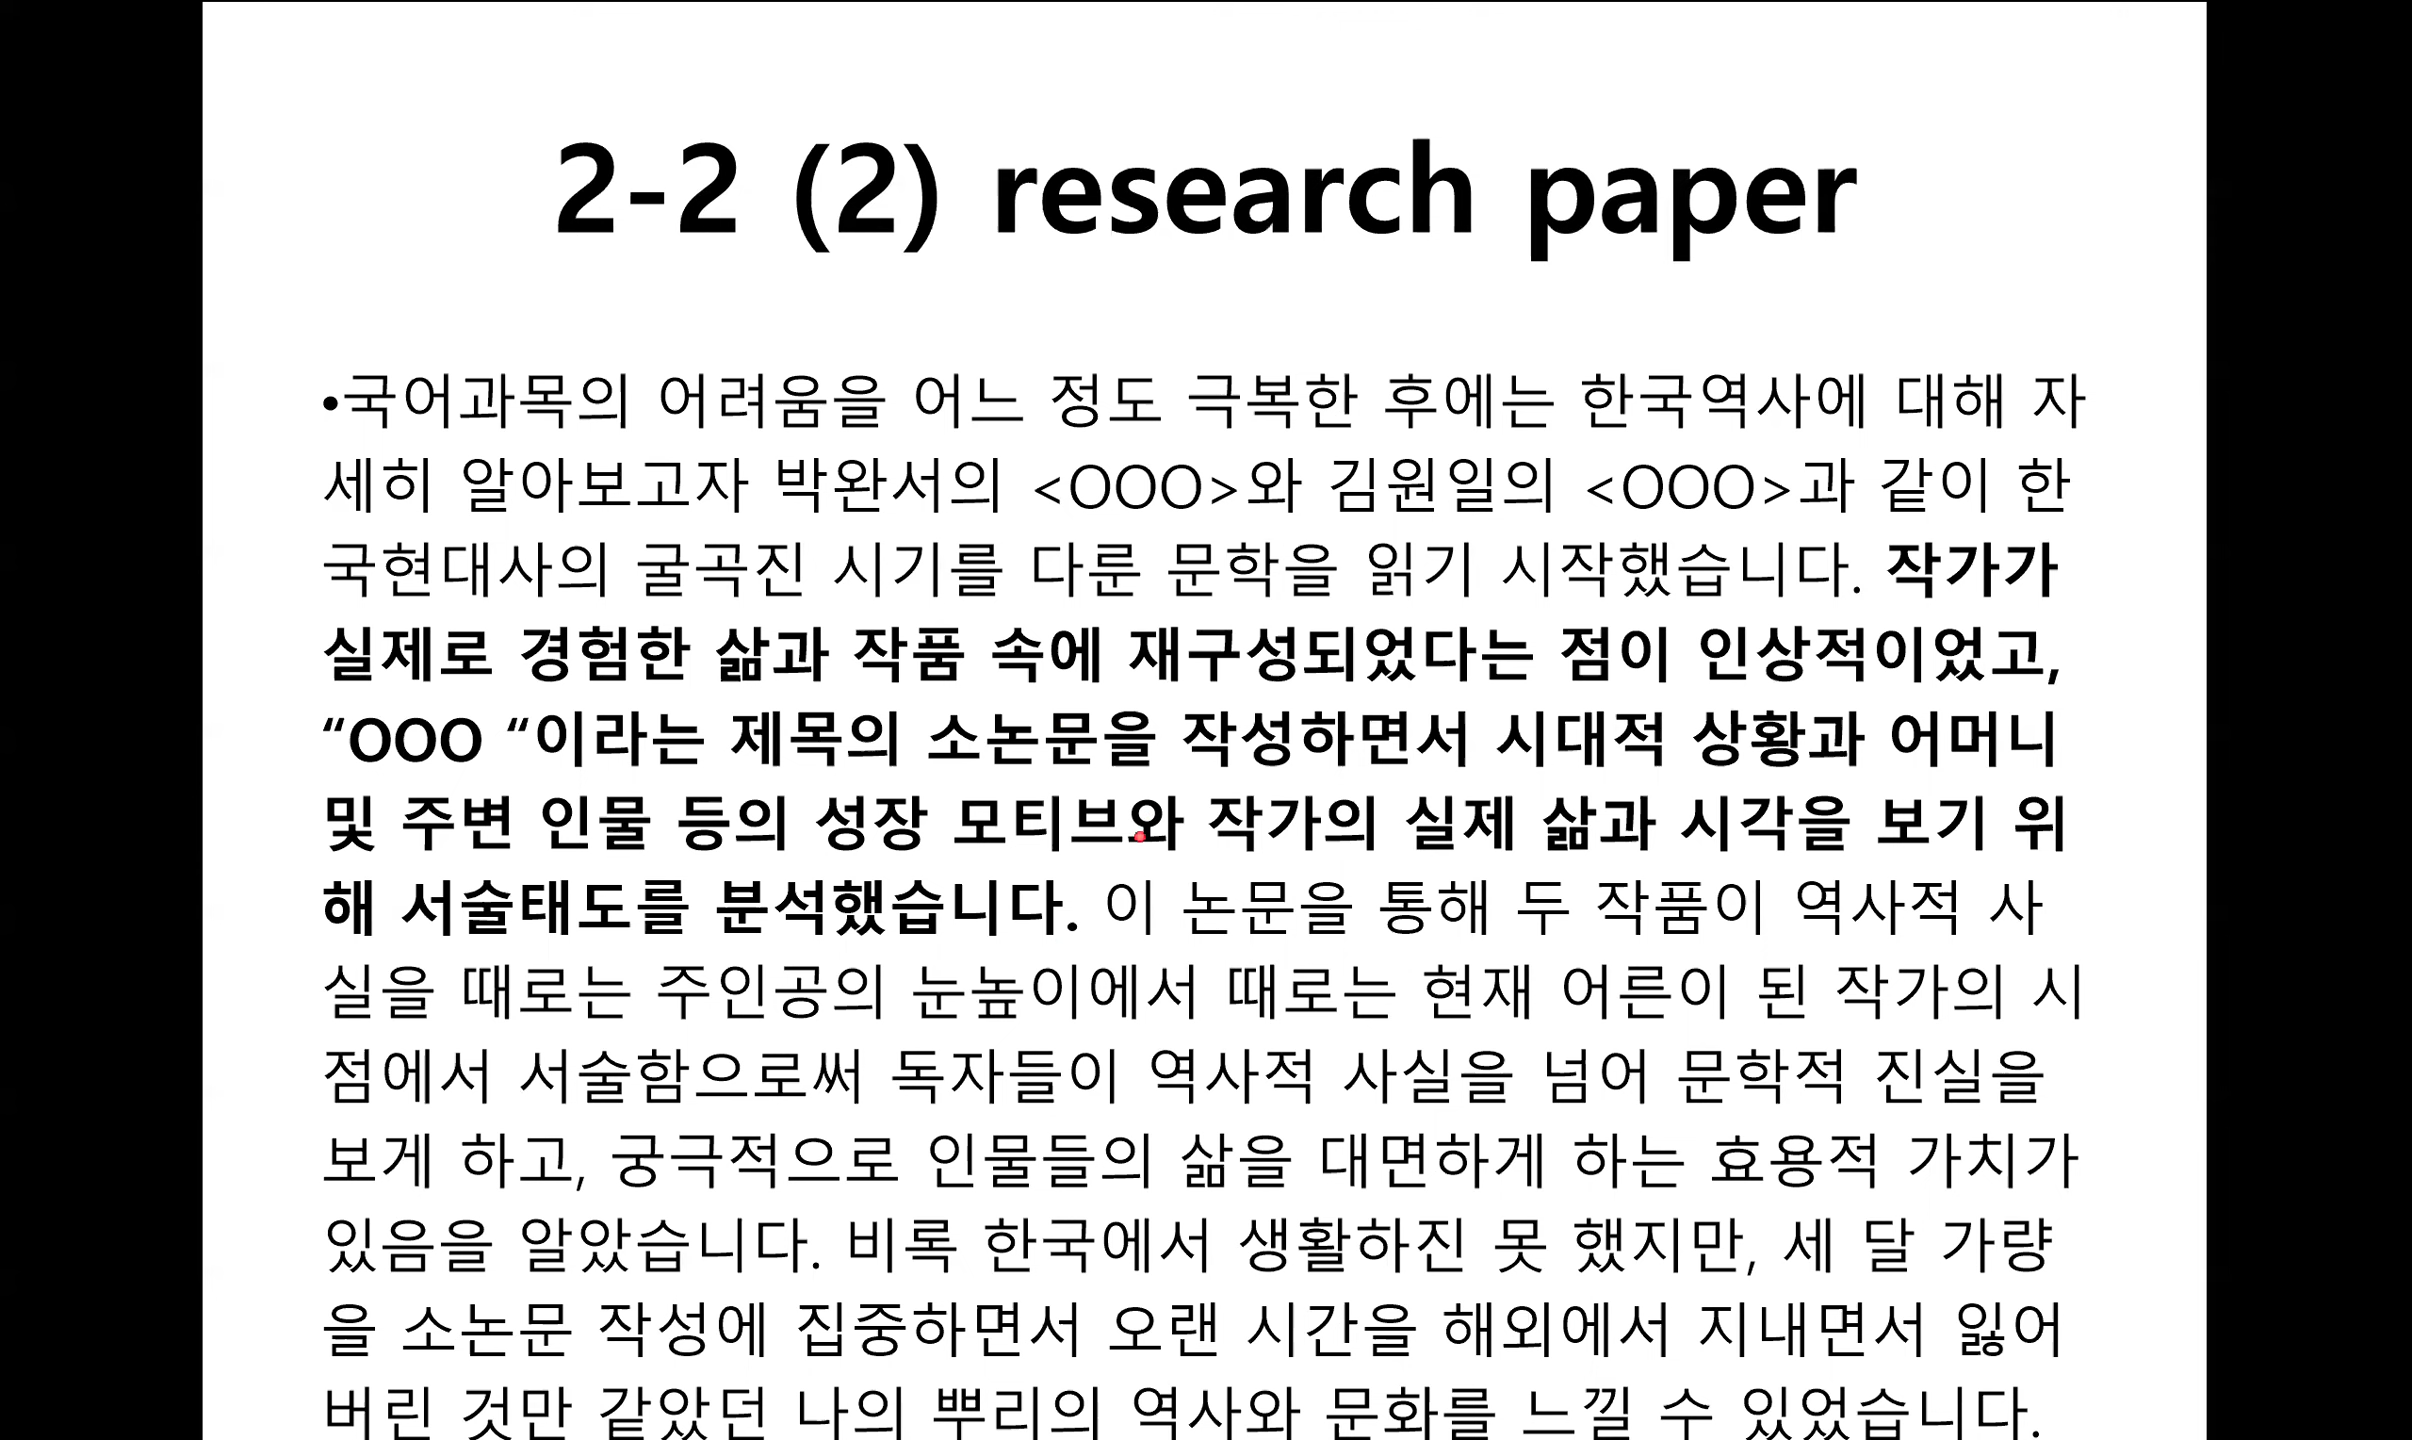 2-2 (2) research paper
•국어과목의 어려움을 어느 정도 극복한 후에는 한국역사에 대해 자
세히 알아보고자 박완서의 <OOO>와 김원일의 <OOO>과 같이 한
국현대사의 굴곡진 시기를 다룬 문학을 읽기 시작했습니다. 작가가
실제로 경험한 삶과 작품 속에 재구성되었다는 점이 인상적이었고,
“OOO “이라는 제목의 소논문을 작성하면서 시대적 상황과 어머니
및 주변 인물 등의 성장 모티브와 작가의 실제 삶과 시각을 보기 위
해 서술태도를 분석했습니다. 이 논문을 통해 두 작품이 역사적 사
실을 때로는 주인공의 눈높이에서 때로는 현재 어른이 된 작가의 시
점에서 서술함으로써 독자들이 역사적 사실을 넘어 문학적 진실을
보게 하고, 궁극적으로 인물들의 삶을 대면하게 하는 효용적 가치가
있음을 알았습니다. 비록 한국에서 생활하진 못 했지만, 세 달 가량
을 소논문 작성에 집중하면서 오랜 시간을 해외에서 지내면서 잃어
버린 것만 같았던 나의 뿌리의 역사와 문화를 느낄 수 있었습니다.